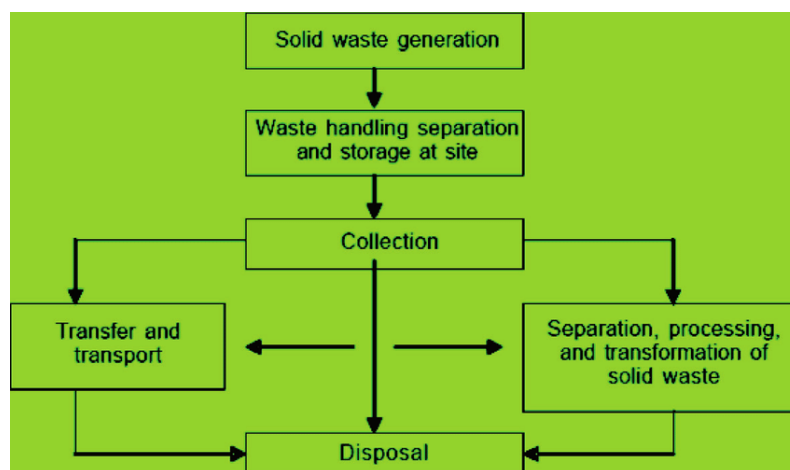 Solid waste generation
Waste handling separation
and storage at site
Collection
Transfer and
transport
Separation, processing,
and transformation of
solid waste
Disposal